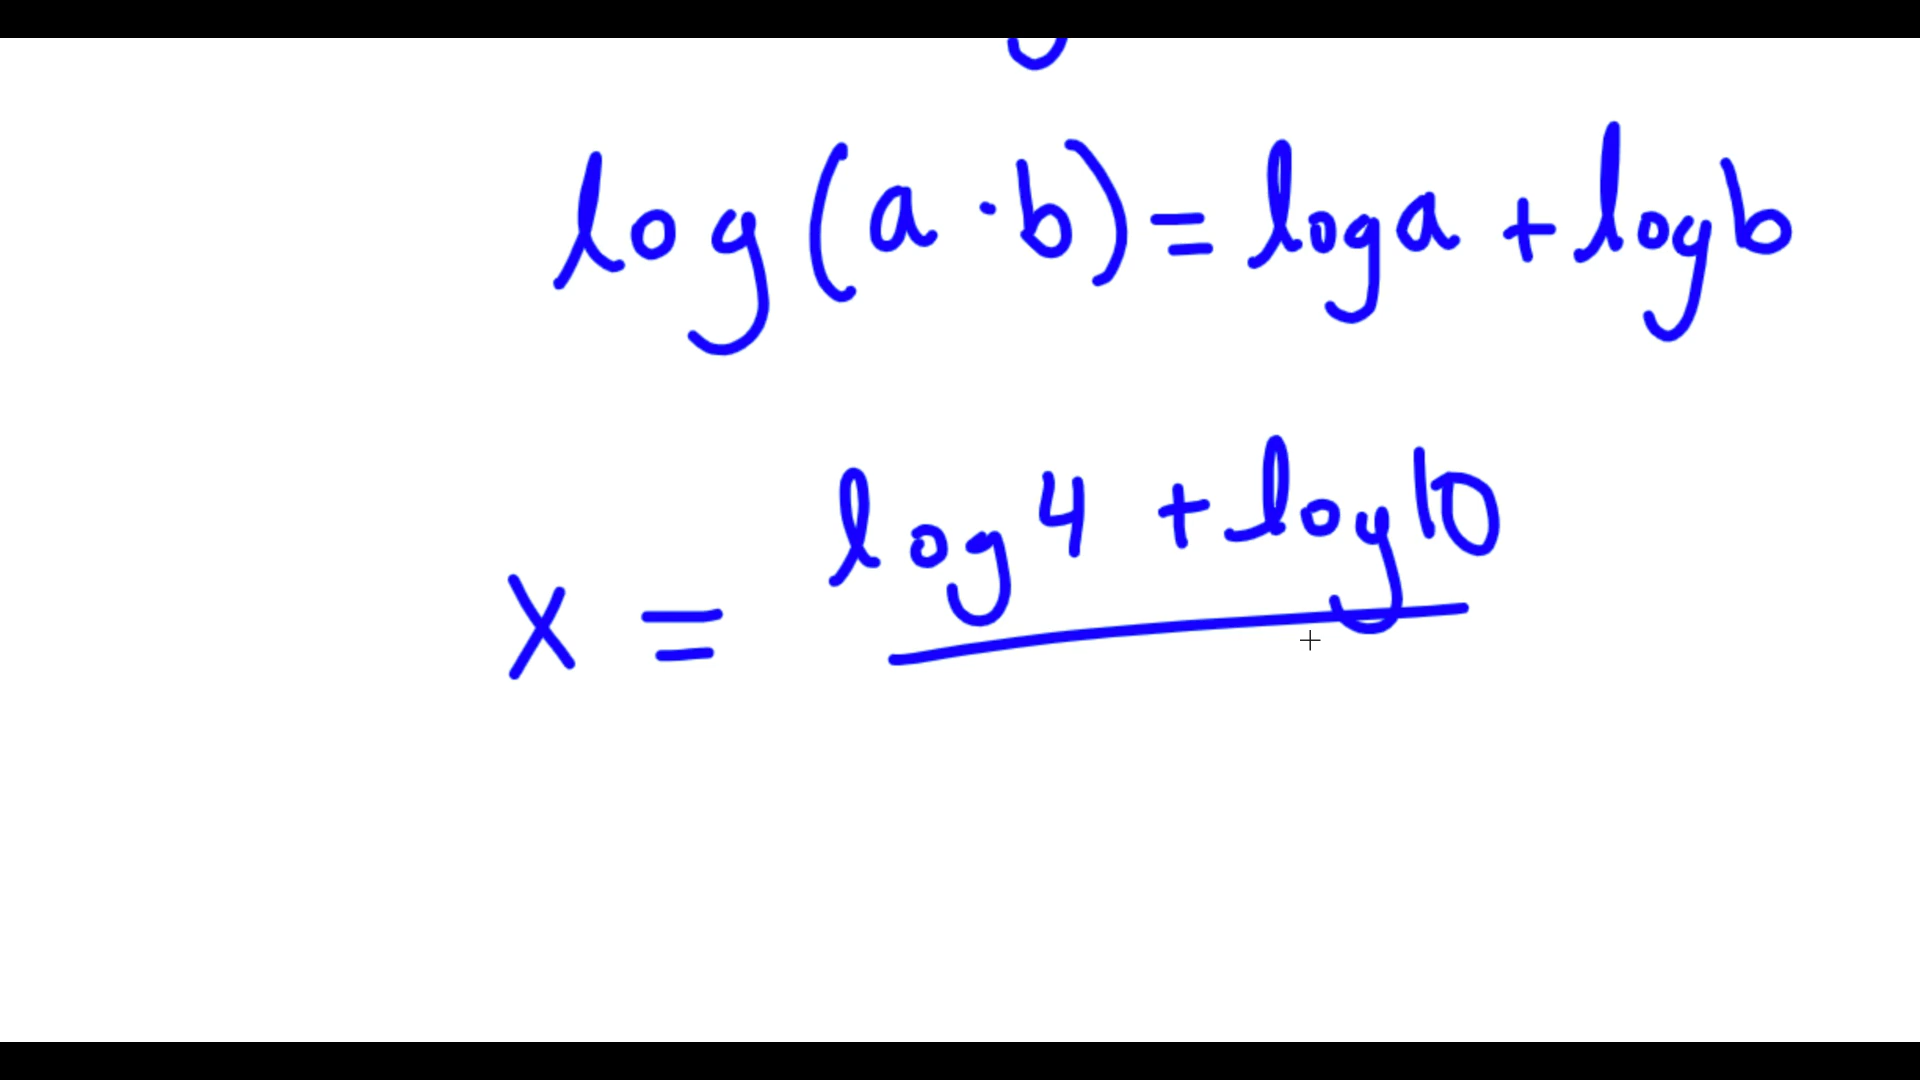 log(a·b) = log a + log b
x = log 4 + log 10